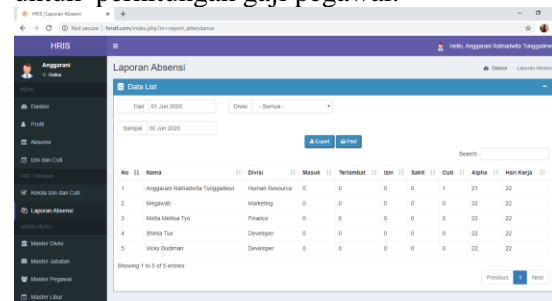 untuk perhitungan gaji pegawai.
HRIS | Laporan Absensi
Not secure | hristf.com/index.php?m=report_attendance
HRIS
Hello, Anggarani Ratnadwita Tunggadew
Anggarani
Online
Laporan Absensi
Dasbor Laporan Absens
MENU
Data List
Dasbor
Profil
Absensi
Izin dan Cuti
Dari 01 Jun 2020 Divisi - Semua -
Sampai 30 Jun 2020
Export Print
Search:
HRD / Manager
Kelola Izin dan Cuti
Laporan Absensi
ADMIN MENU
Master Divisi
Master Jabatan
Master Pegawai
Master Libur
No Nama Divisi Masuk Terlambat Izin Sakit Cuti Alpha Hari Kerja
1 Anggarani Ratnadwita Tunggadewi Human Resource 0 0 0 0 1 21 22
2 Megawati Marketing 0 0 0 0 0 22 22
3 Metta Mellisa Tyo Finance 0 0 0 0 0 22 22
4 Shinta Tiur Developer 0 0 0 0 0 22 22
5 Vicky Budiman Developer 0 0 0 0 0 22 22
Showing 1 to 5 of 5 entries
Previous 1 Next